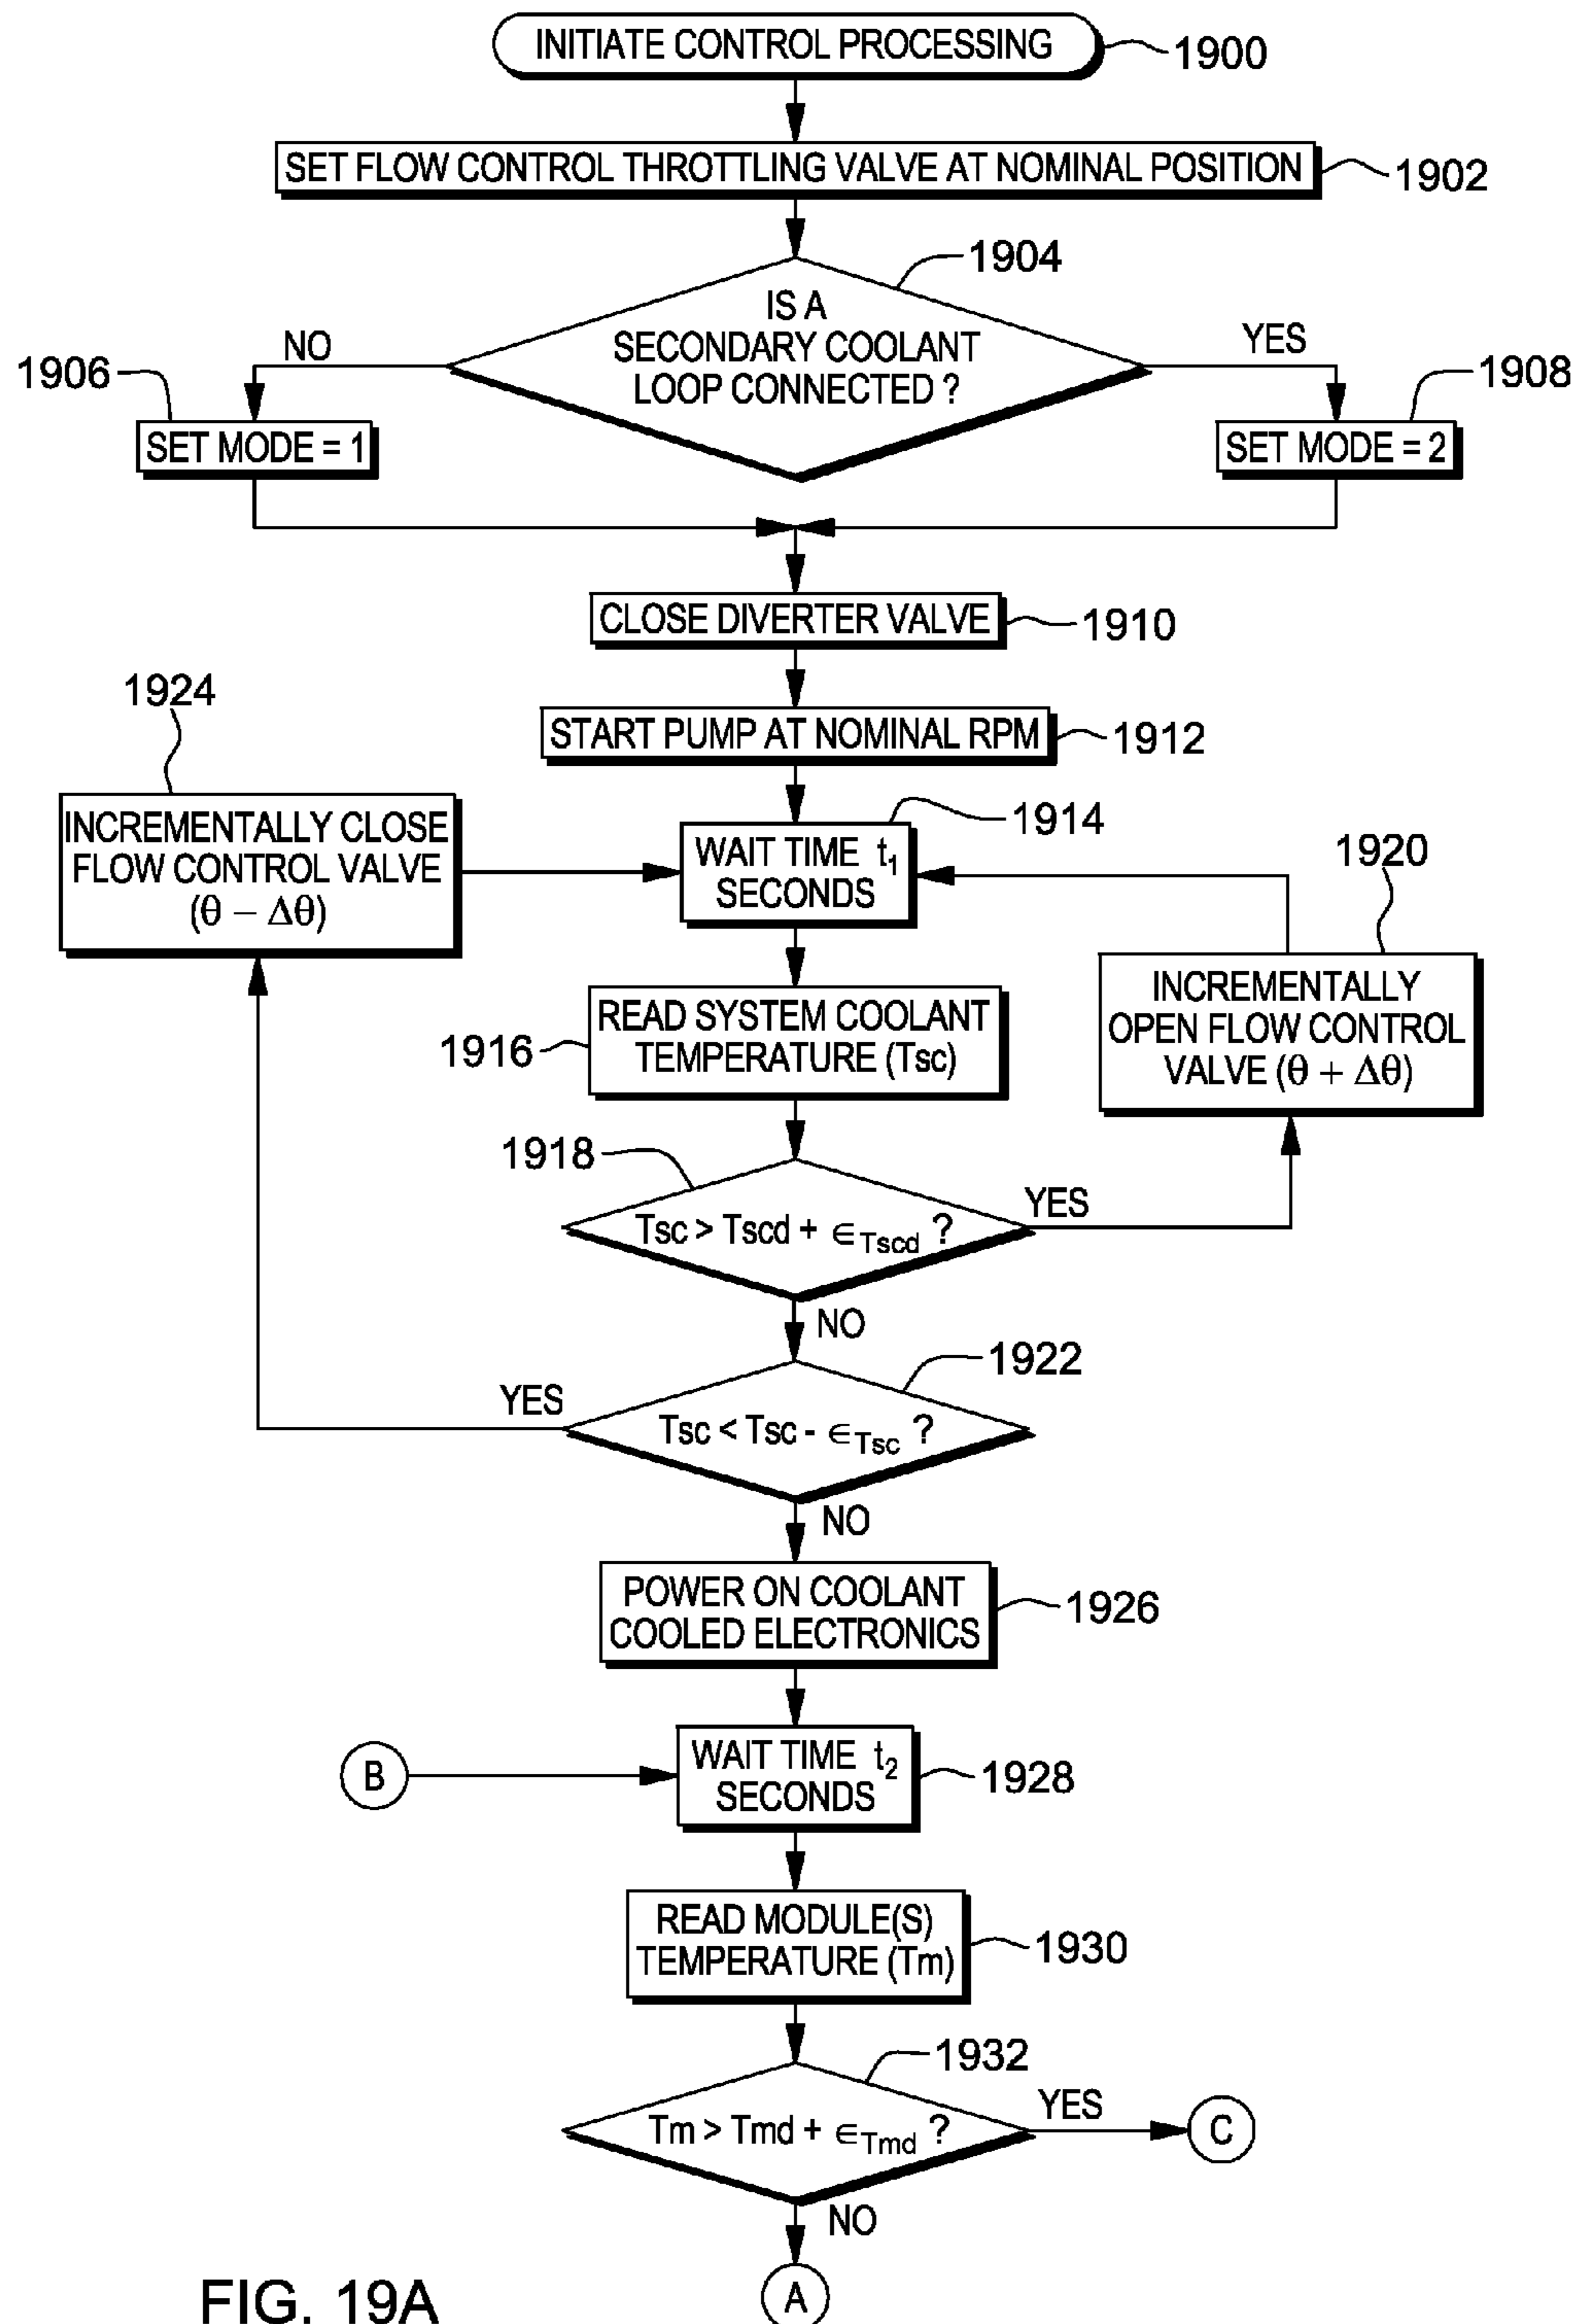 INITIATE CONTROL PROCESSING
1900
SET FLOW CONTROL THROTTLING VALVE AT NOMINAL POSITION
1902
1904
IS A
SECONDARY COOLANT
LOOP CONNECTED ?
NO
YES
1906
1908
SET MODE = 1
SET MODE = 2
CLOSE DIVERTER VALVE
1910
1924
START PUMP AT NOMINAL RPM
1912
INCREMENTALLY CLOSE
FLOW CONTROL VALVE
(θ − Δθ)
WAIT TIME t₁
SECONDS
1914
1920
INCREMENTALLY
OPEN FLOW CONTROL
VALVE (θ + Δθ)
READ SYSTEM COOLANT
TEMPERATURE (Tsc)
1916
1918
Tsc > Tscd + ∈Tscd ?
YES
NO
1922
YES
Tsc < Tsc - ∈Tsc ?
NO
POWER ON COOLANT
COOLED ELECTRONICS
1926
B
WAIT TIME t₂
SECONDS
1928
READ MODULE(S)
TEMPERATURE (Tm)
1930
1932
Tm > Tmd + ∈Tmd ?
YES
C
NO
A
FIG. 19A